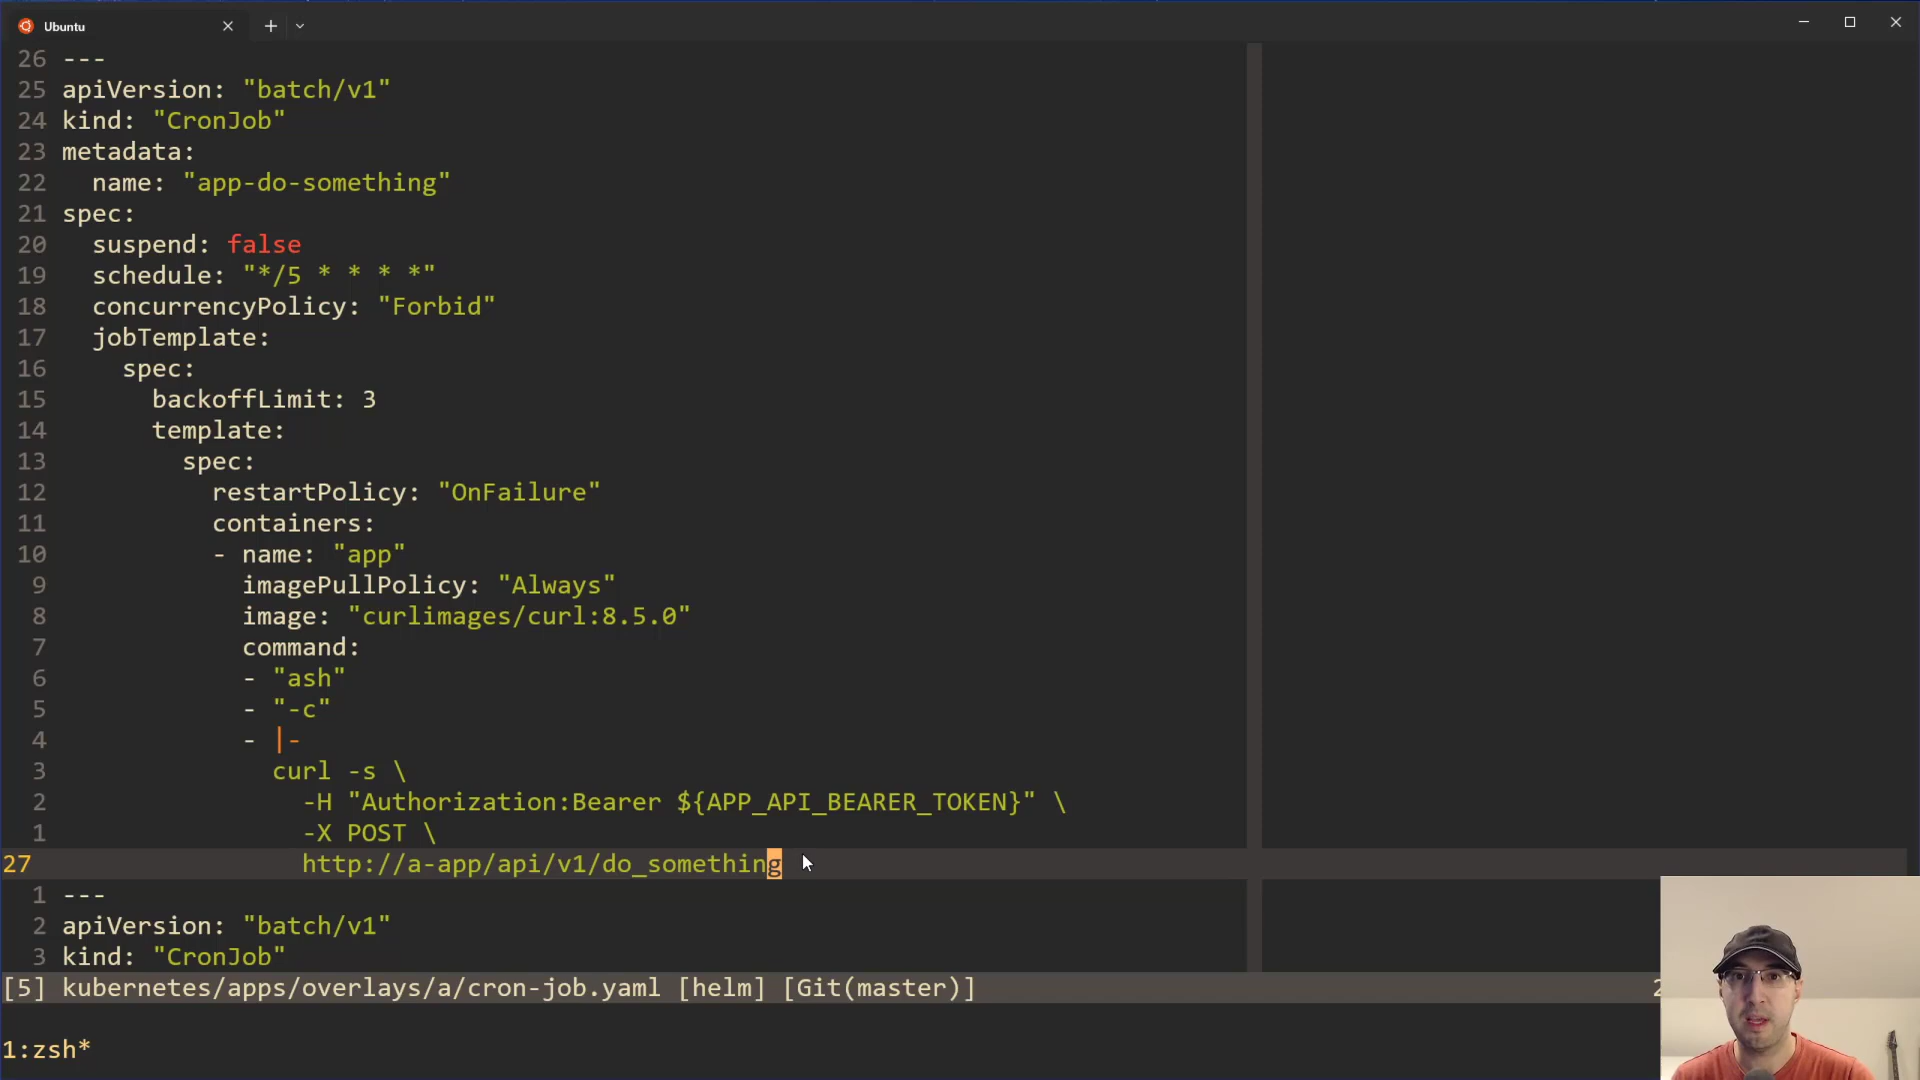 Ubuntu
26 ---
25 apiVersion: "batch/v1"
24 kind: "CronJob"
23 metadata:
22   name: "app-do-something"
21 spec:
20   suspend: false
19   schedule: "*/5 * * * *"
18   concurrencyPolicy: "Forbid"
17   jobTemplate:
16     spec:
15       backoffLimit: 3
14       template:
13         spec:
12           restartPolicy: "OnFailure"
11           containers:
10           - name: "app"
9             imagePullPolicy: "Always"
8             image: "curlimages/curl:8.5.0"
7             command:
6             - "ash"
5             - "-c"
4             - |-
3               curl -s \
2                 -H "Authorization:Bearer ${APP_API_BEARER_TOKEN}" \
1                 -X POST \
27                 http://a-app/api/v1/do_something
1 ---
2 apiVersion: "batch/v1"
3 kind: "CronJob"
[5] kubernetes/apps/overlays/a/cron-job.yaml [helm] [Git(master)]
1:zsh*